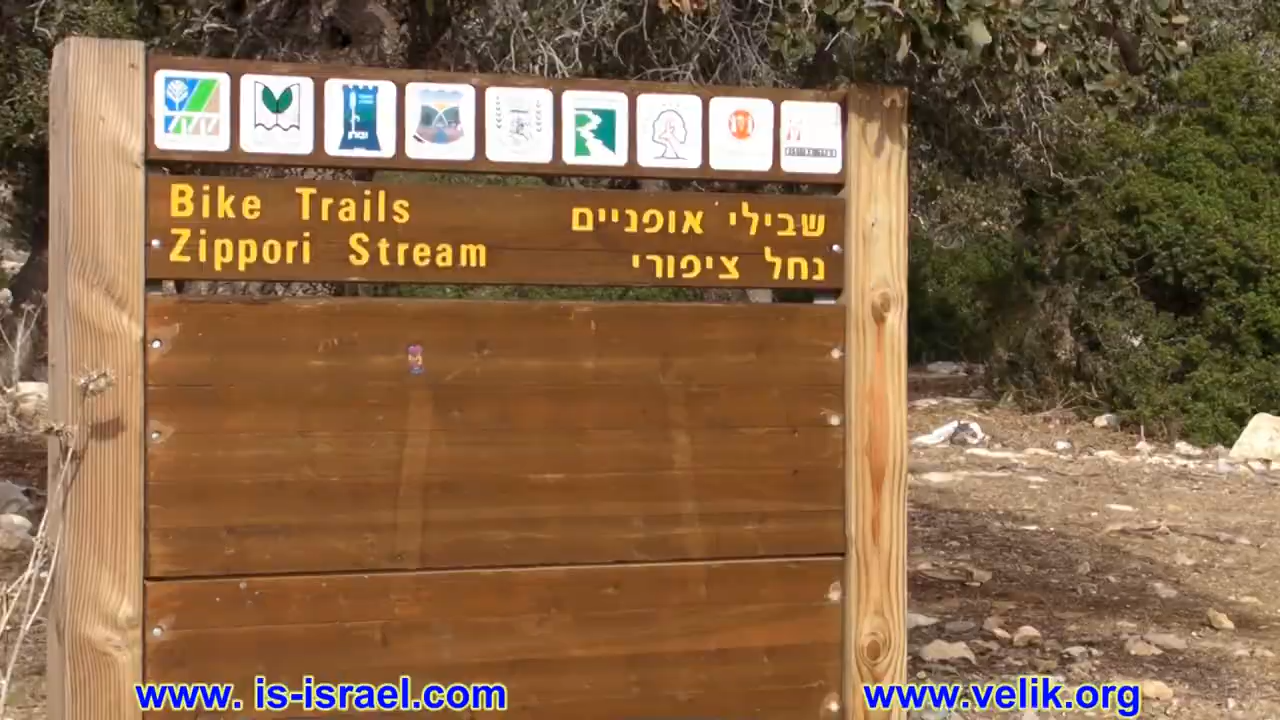 Bike Trails
Zippori Stream
שבילי אופניים
נחל ציפורי
www. is-israel.com
www.velik.org